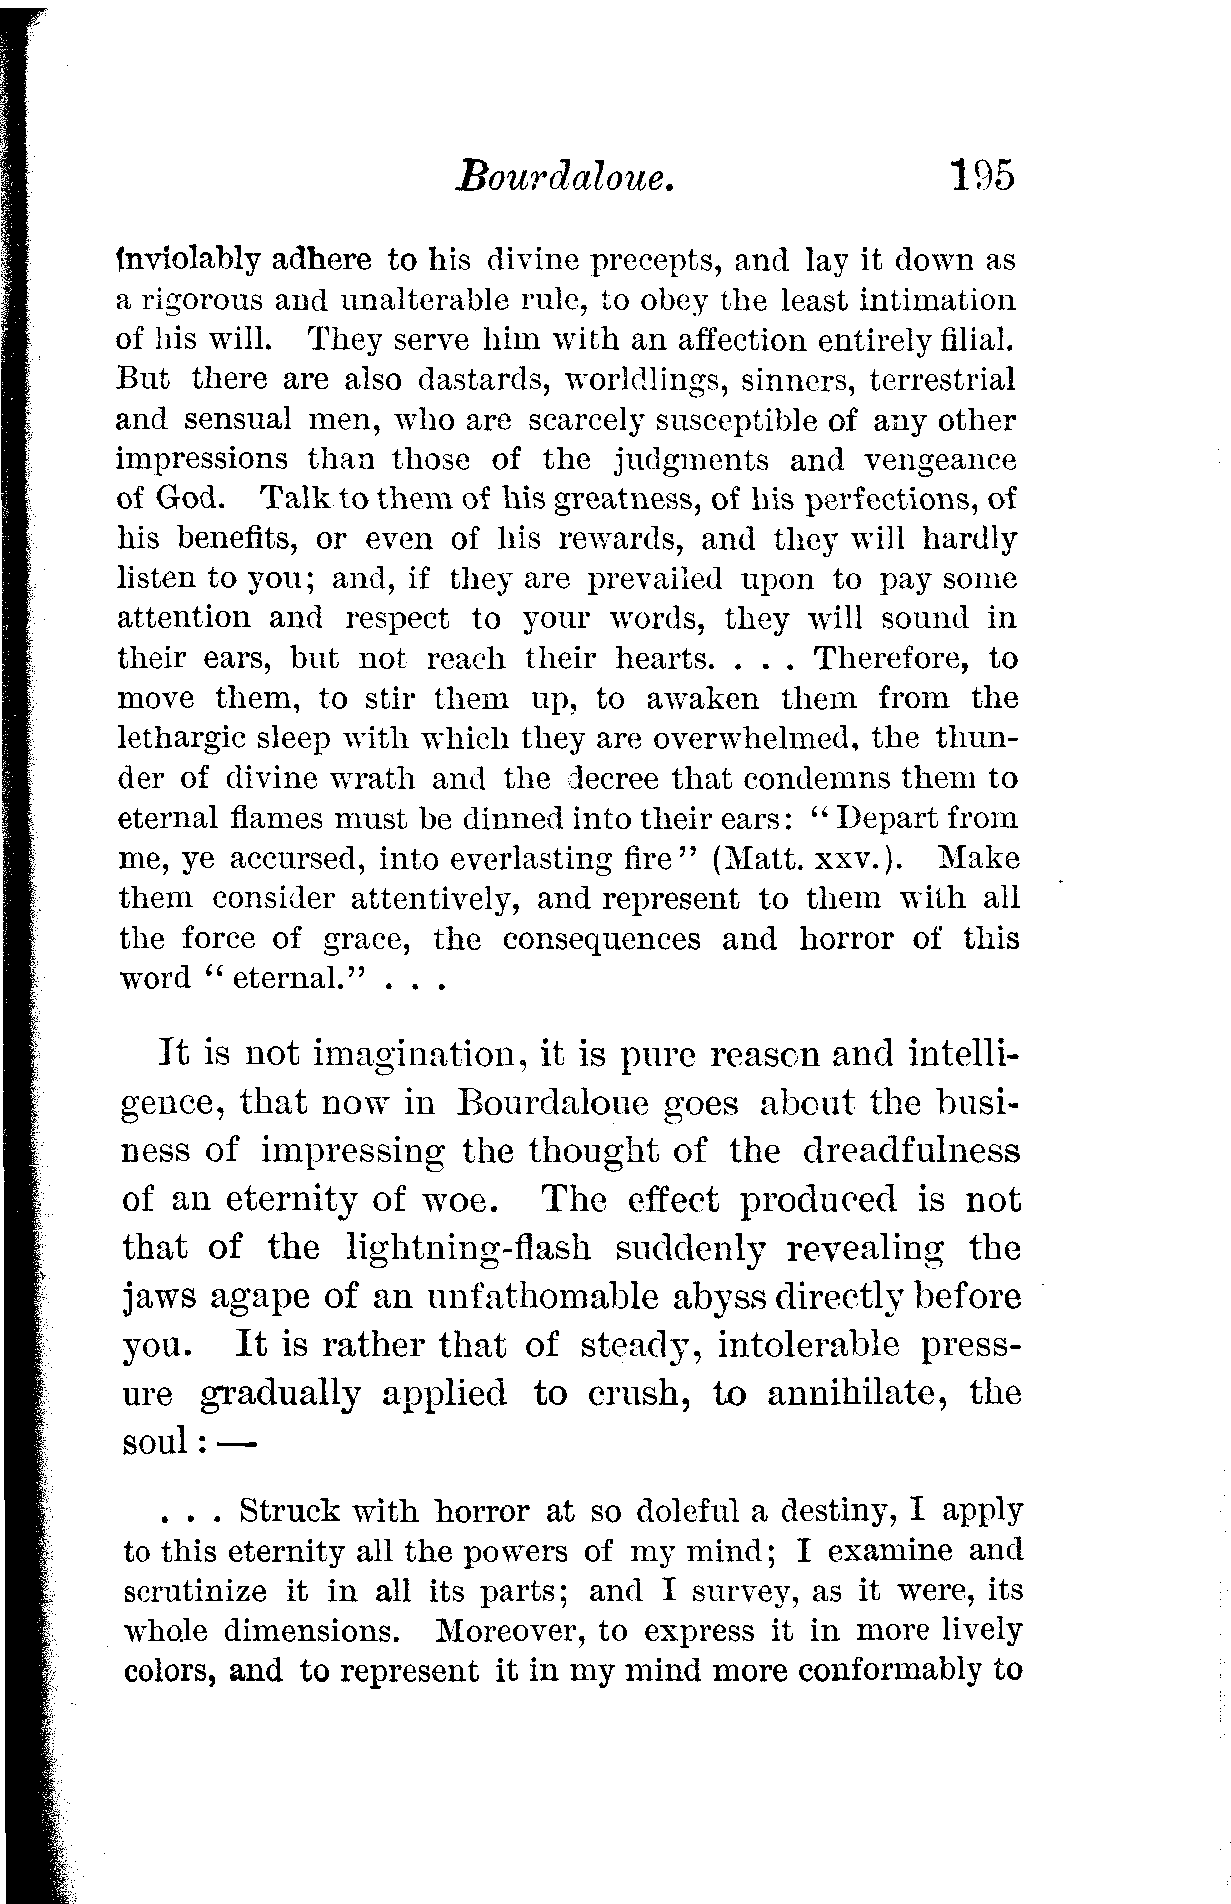 Bourdaloue. 195
inviolably adhere to his divine precepts, and lay it down as
a rigorous and unalterable rule, to obey the least intimation
of his will. They serve him with an affection entirely filial.
But there are also dastards, worldlings, sinners, terrestrial
and sensual men, who are scarcely susceptible of any other
impressions than those of the judgments and vengeance
of God. Talk to them of his greatness, of his perfections, of
his benefits, or even of his rewards, and they will hardly
listen to you; and, if they are prevailed upon to pay some
attention and respect to your words, they will sound in
their ears, but not reach their hearts. . . . Therefore, to
move them, to stir them up, to awaken them from the
lethargic sleep with which they are overwhelmed, the thun-
der of divine wrath and the decree that condemns them to
eternal flames must be dinned into their ears: “Depart from
me, ye accursed, into everlasting fire” (Matt. xxv.). Make
them consider attentively, and represent to them with all
the force of grace, the consequences and horror of this
word “eternal.” . . .
It is not imagination, it is pure reason and intelli-
gence, that now in Bourdaloue goes about the busi-
ness of impressing the thought of the dreadfulness
of an eternity of woe. The effect produced is not
that of the lightning-flash suddenly revealing the
jaws agape of an unfathomable abyss directly before
you. It is rather that of steady, intolerable press-
ure gradually applied to crush, to annihilate, the
soul: —
. . . Struck with horror at so doleful a destiny, I apply
to this eternity all the powers of my mind; I examine and
scrutinize it in all its parts; and I survey, as it were, its
whole dimensions. Moreover, to express it in more lively
colors, and to represent it in my mind more conformably to